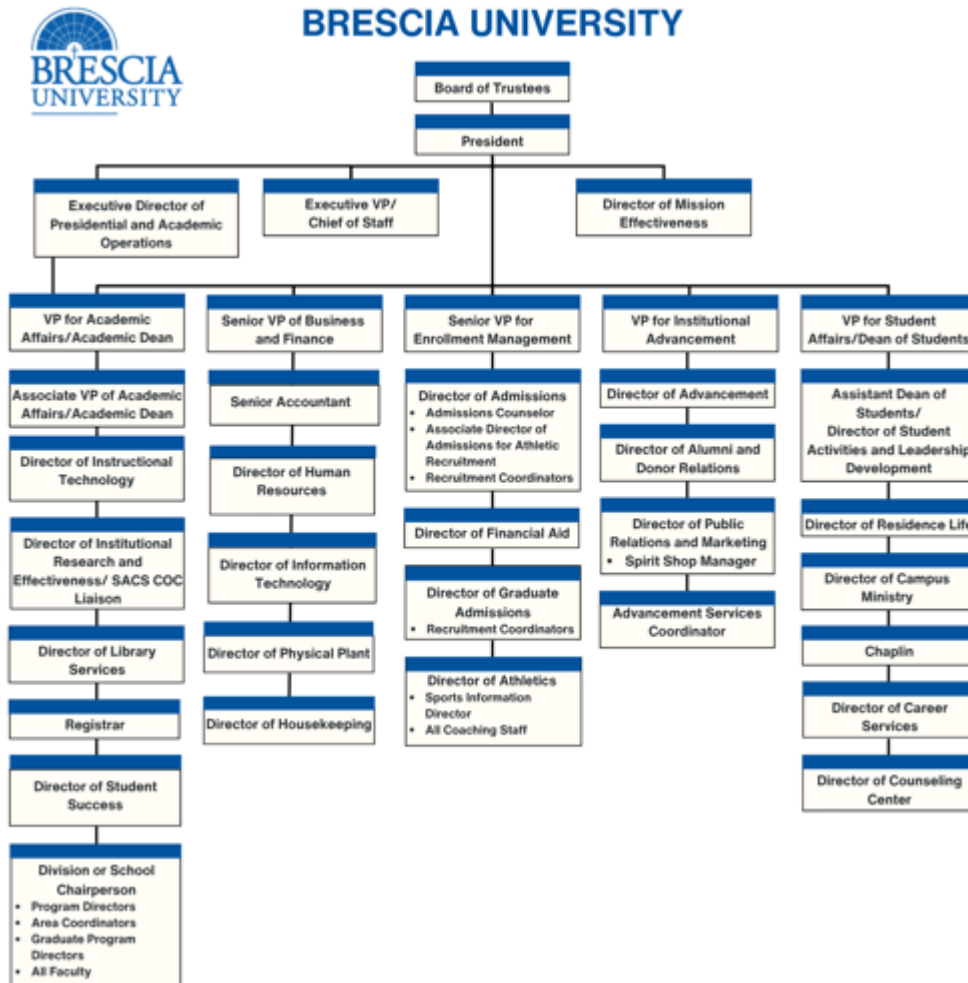 BRESCIA UNIVERSITY
BRESCIA
UNIVERSITY
Board of Trustees
President
Executive Director of
Presidential and Academic
Operations
Executive VP/
Chief of Staff
Director of Mission
Effectiveness
VP for Academic
Affairs/Academic Dean
Associate VP of Academic
Affairs/Academic Dean
Director of Instructional
Technology
Director of Institutional
Research and
Effectiveness/ SACS COC
Liaison
Director of Library
Services
Registrar
Director of Student
Success
Division or School
Chairperson
• Program Directors
• Area Coordinators
• Graduate Program
Directors
• All Faculty
Senior VP of Business
and Finance
Senior Accountant
Director of Human
Resources
Director of Information
Technology
Director of Physical Plant
Director of Housekeeping
Senior VP for
Enrollment Management
Director of Admissions
• Admissions Counselor
• Associate Director of
Admissions for Athletic
Recruitment
• Recruitment Coordinators
Director of Financial Aid
Director of Graduate
Admissions
• Recruitment Coordinators
Director of Athletics
• Sports Information
Director
• All Coaching Staff
VP for Institutional
Advancement
Director of Advancement
Director of Alumni and
Donor Relations
Director of Public
Relations and Marketing
• Spirit Shop Manager
Advancement Services
Coordinator
VP for Student
Affairs/Dean of Students
Assistant Dean of
Students/
Director of Student
Activities and Leadership
Development
Director of Residence Life
Director of Campus
Ministry
Chaplin
Director of Career
Services
Director of Counseling
Center